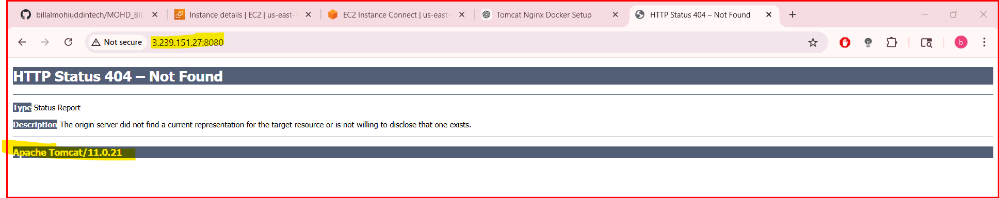 billalmohiuddintech/MOHD_BIL
Instance details | EC2 | us-east-1
EC2 Instance Connect | us-east-
Tomcat Nginx Docker Setup
HTTP Status 404 – Not Found
Not secure
3.239.151.27:8080
b
HTTP Status 404 – Not Found
Type Status Report
Description The origin server did not find a current representation for the target resource or is not willing to disclose that one exists.
Apache Tomcat/11.0.21